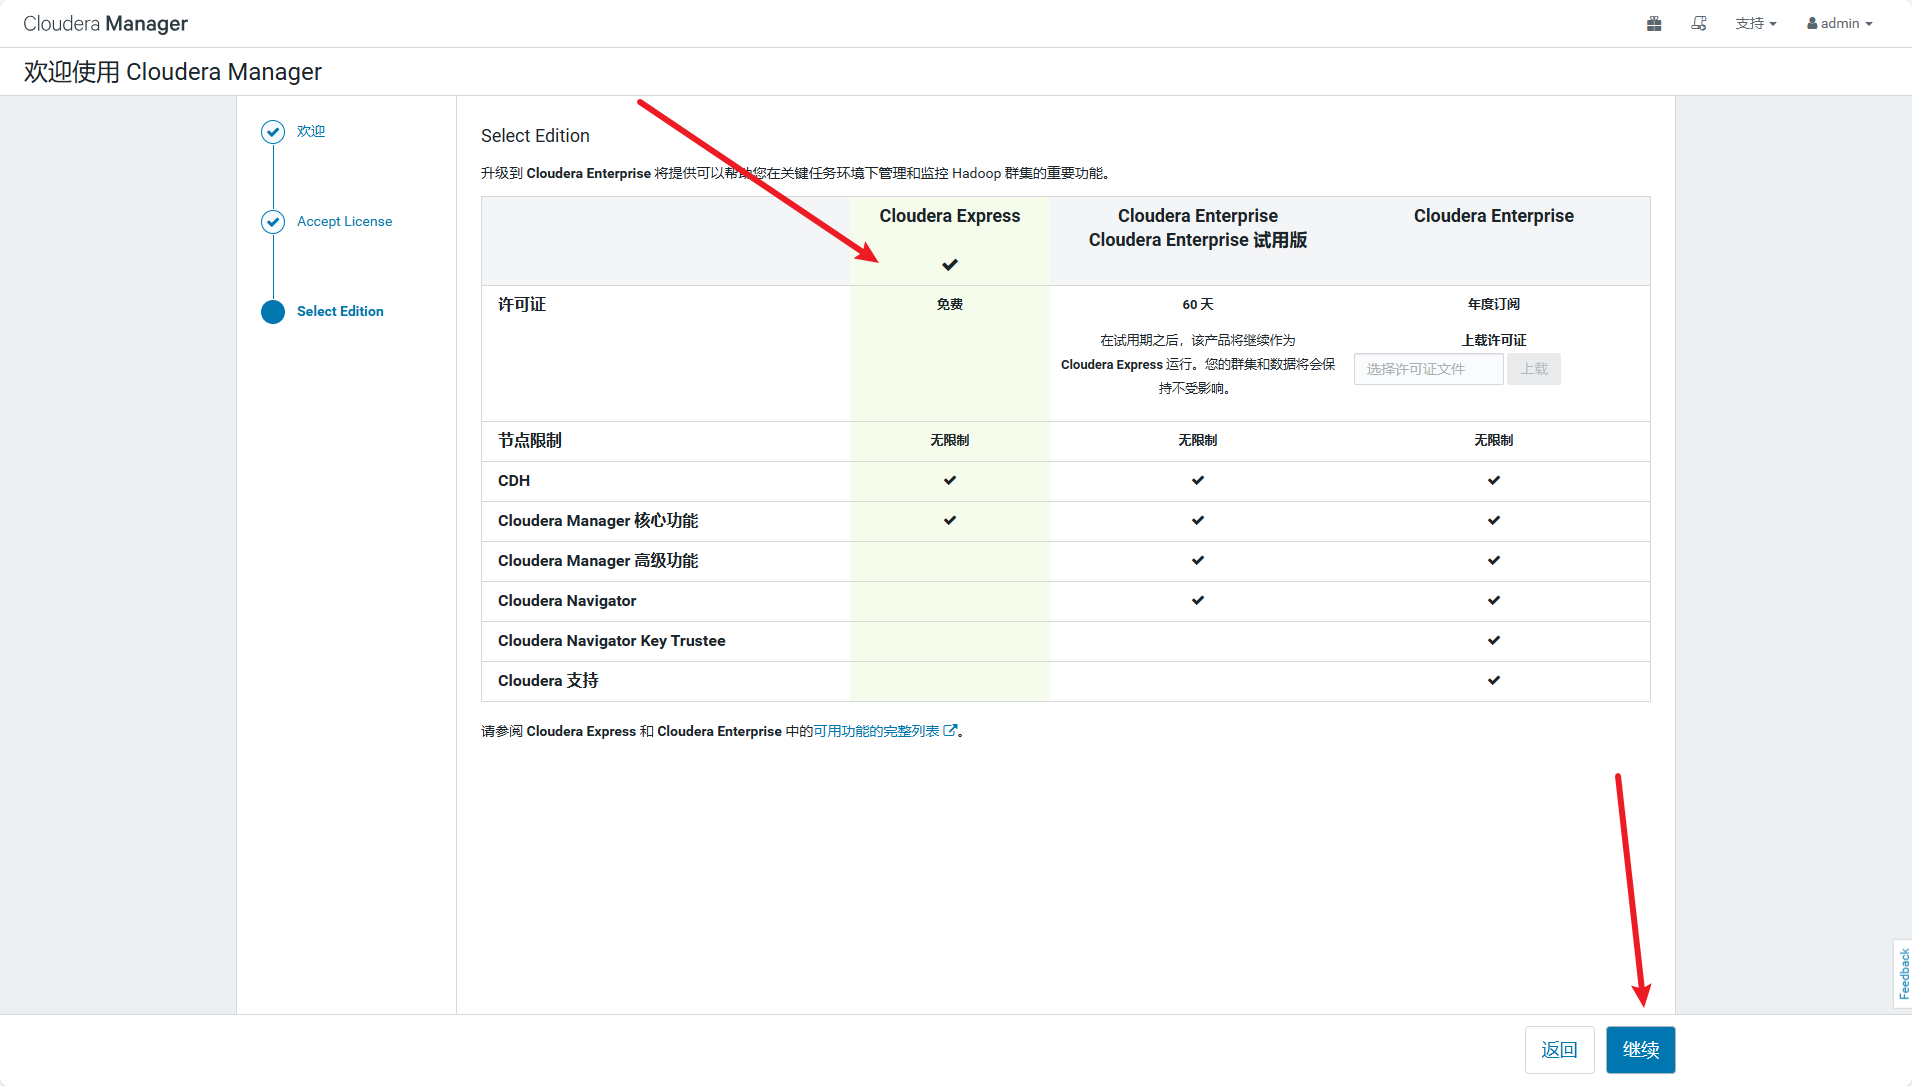 Cloudera Manager
支持
admin
欢迎使用 Cloudera Manager
欢迎
Accept License
Select Edition
Select Edition
升级到 Cloudera Enterprise 将提供可以帮助您在关键任务环境下管理和监控 Hadoop 群集的重要功能。
Cloudera Express
Cloudera Enterprise
Cloudera Enterprise 试用版
Cloudera Enterprise
许可证
免费
60 天
在试用期之后，该产品将继续作为
Cloudera Express 运行。您的群集和数据将会保
持不受影响。
年度订阅
上载许可证
选择许可证文件
上载
节点限制
无限制
无限制
无限制
CDH
Cloudera Manager 核心功能
Cloudera Manager 高级功能
Cloudera Navigator
Cloudera Navigator Key Trustee
Cloudera 支持
请参阅 Cloudera Express 和 Cloudera Enterprise 中的可用功能的完整列表。
Feedback
返回
继续